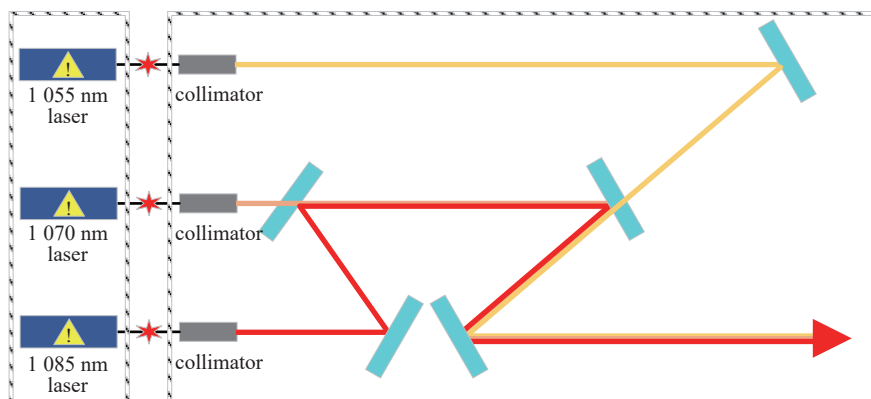 !
1 055 nm
laser
collimator
!
1 070 nm
laser
collimator
!
1 085 nm
laser
collimator